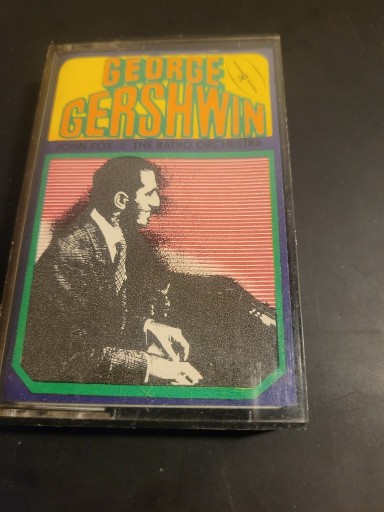 GEORGE
GERSHWIN
JOHN FOX & THE RADIO ORCHESTRA